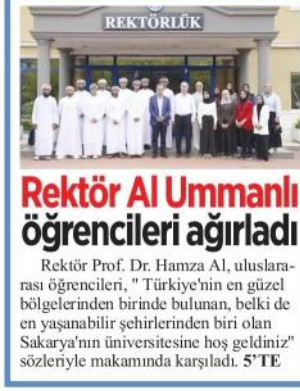 REKTÖRLÜK
Rektör Al Ummanlı
öğrencileri ağırladı
Rektör Prof. Dr. Hamza Al, uluslara-
rası öğrencileri, " Türkiye'nin en güzel
bölgelerinden birinde bulunan, belki de
en yaşanabilir şehirlerinden biri olan
Sakarya'nın üniversitesine hoş geldiniz"
sözleriyle makamında karşıladı. 5'TE